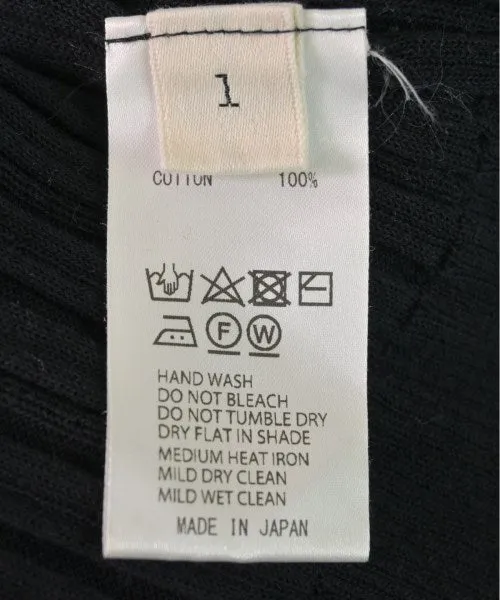 1
COTTON 100%
F W
HAND WASH
DO NOT BLEACH
DO NOT TUMBLE DRY
DRY FLAT IN SHADE
MEDIUM HEAT IRON
MILD DRY CLEAN
MILD WET CLEAN
MADE IN JAPAN